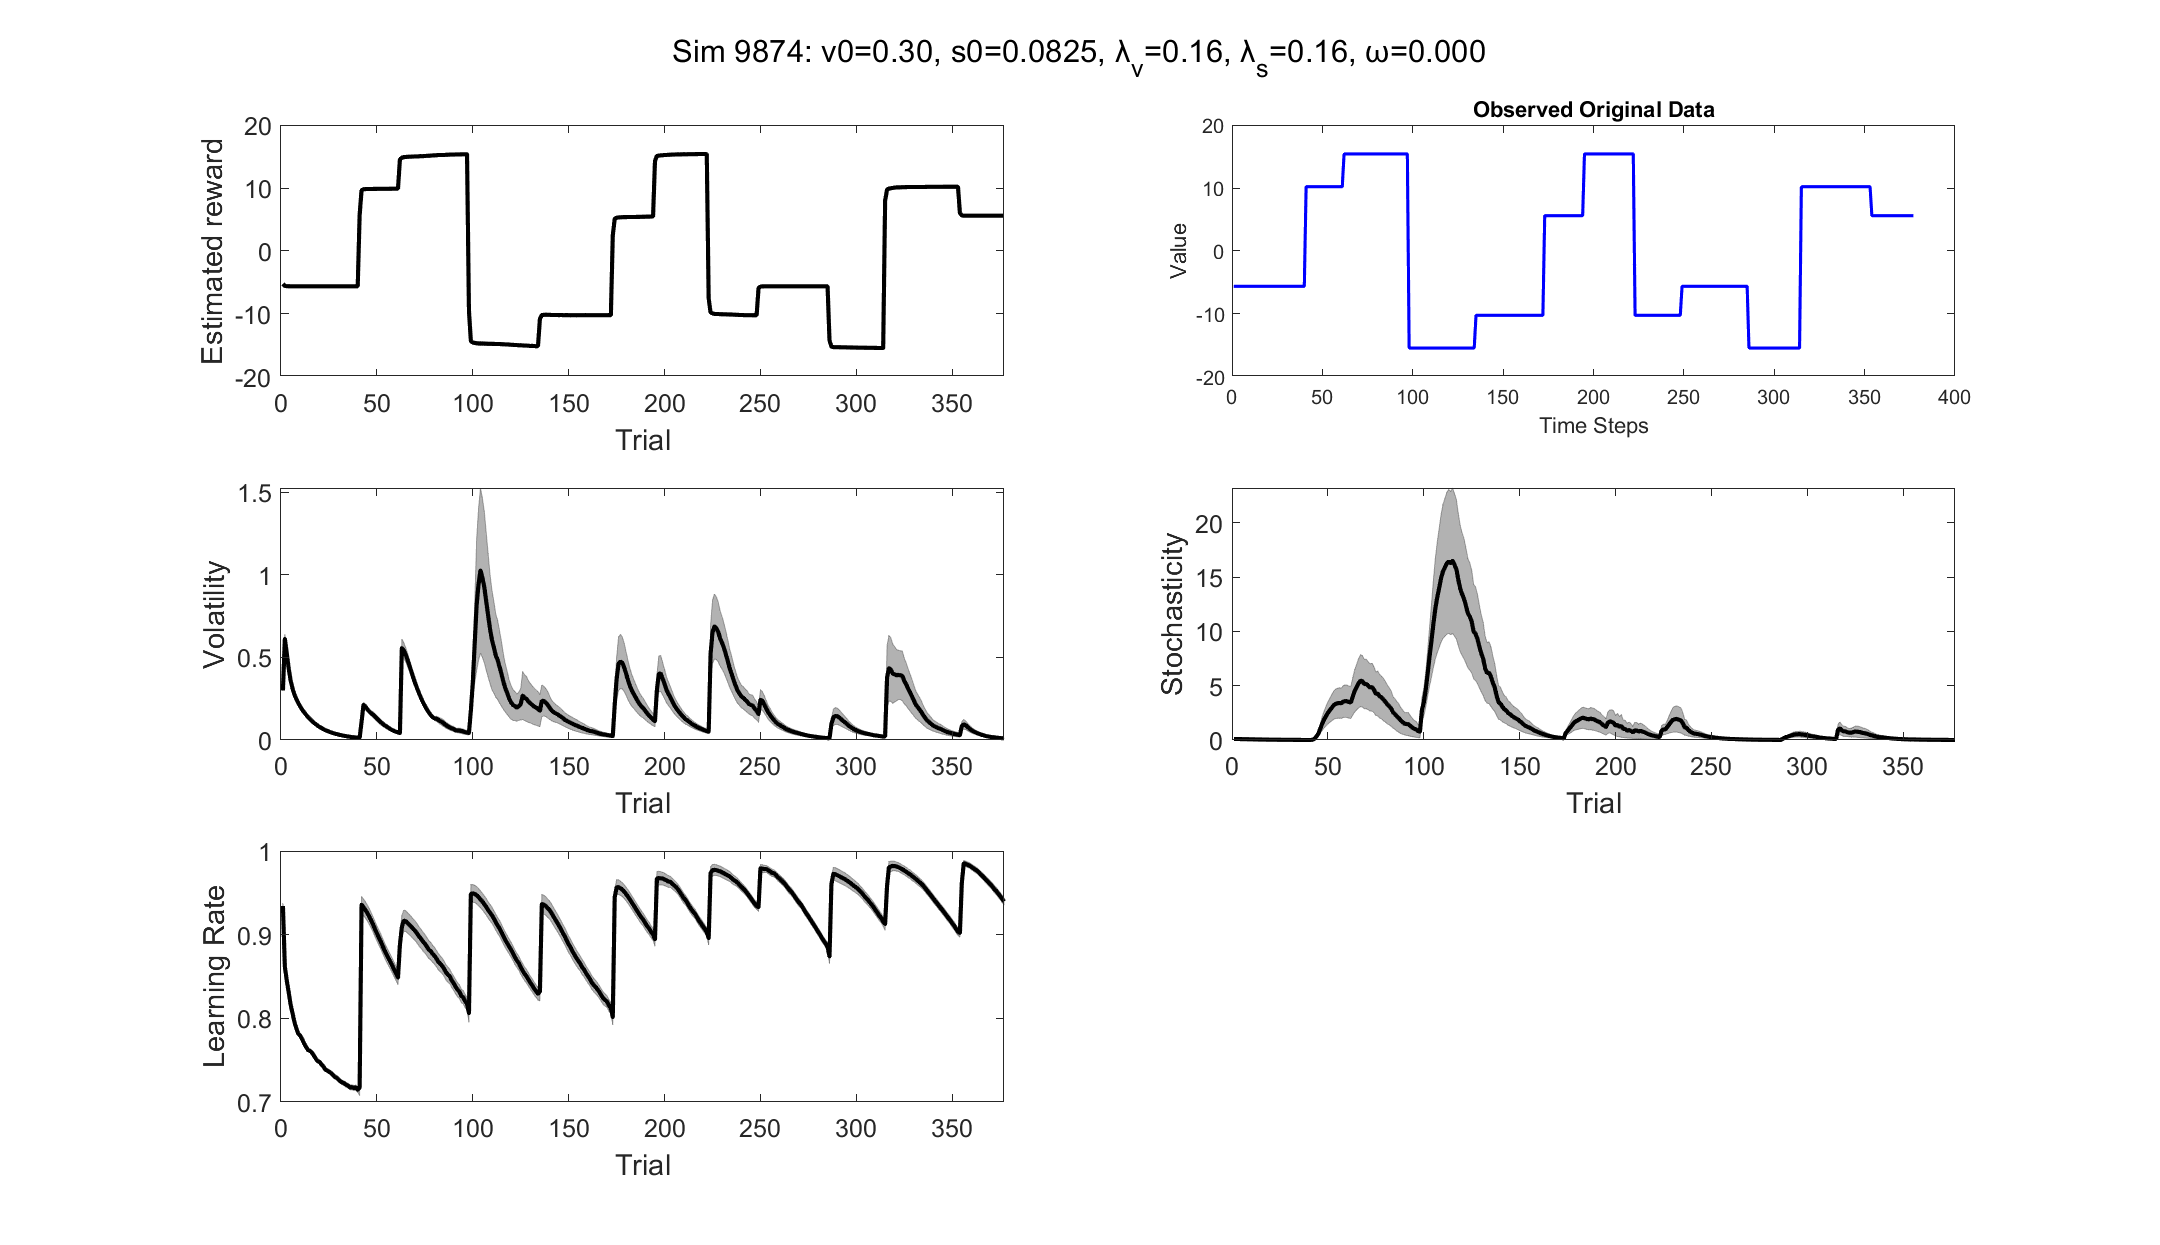 Sim 9874: v0=0.30, s0=0.0825, λv=0.16, λs=0.16, ω=0.000
Estimated reward
20
10
0
-10
-20
0 50 100 150 200 250 300 350
Trial
Observed Original Data
Value
20
10
0
-10
-20
0 50 100 150 200 250 300 350 400
Time Steps
Volatility
1.5
1
0.5
0
0 50 100 150 200 250 300 350
Trial
Stochasticity
20
15
10
5
0
0 50 100 150 200 250 300 350
Trial
Learning Rate
1
0.9
0.8
0.7
0 50 100 150 200 250 300 350
Trial